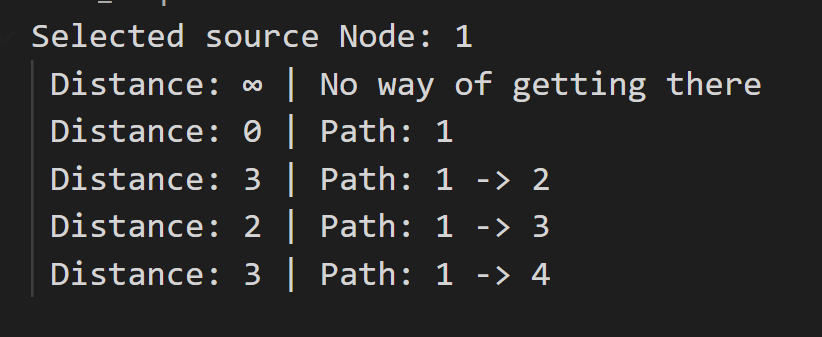 Selected source Node: 1
Distance: ∞ | No way of getting there
Distance: 0 | Path: 1
Distance: 3 | Path: 1 -> 2
Distance: 2 | Path: 1 -> 3
Distance: 3 | Path: 1 -> 4